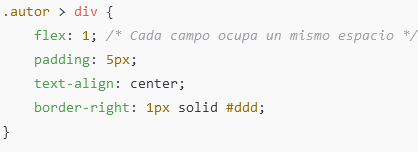 .autor > div {
flex: 1; /* Cada campo ocupa un mismo espacio */
padding: 5px;
text-align: center;
border-right: 1px solid #ddd;
}